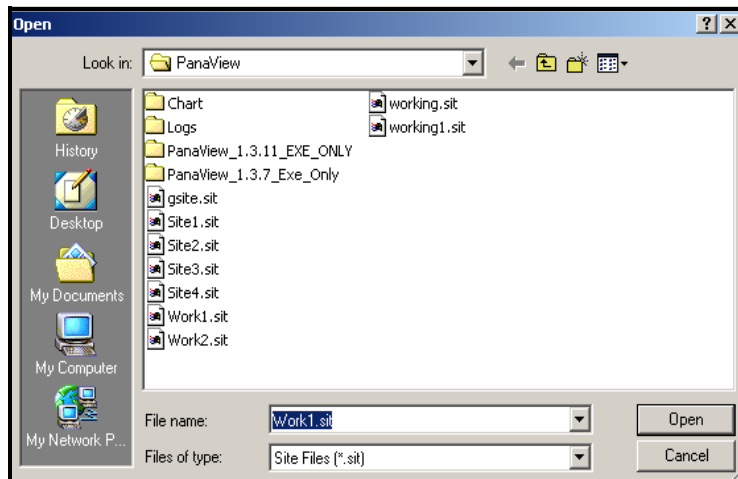 Open
Look in:
PanaView
History
Desktop
My Documents
My Computer
My Network P...
Chart
Logs
PanaView_1.3.11_EXE_ONLY
PanaView_1.3.7_Exe_Only
gsite.sit
Site1.sit
Site2.sit
Site3.sit
Site4.sit
Work1.sit
Work2.sit
working.sit
working1.sit
File name:
Work1.sit
Open
Files of type:
Site Files (*.sit)
Cancel